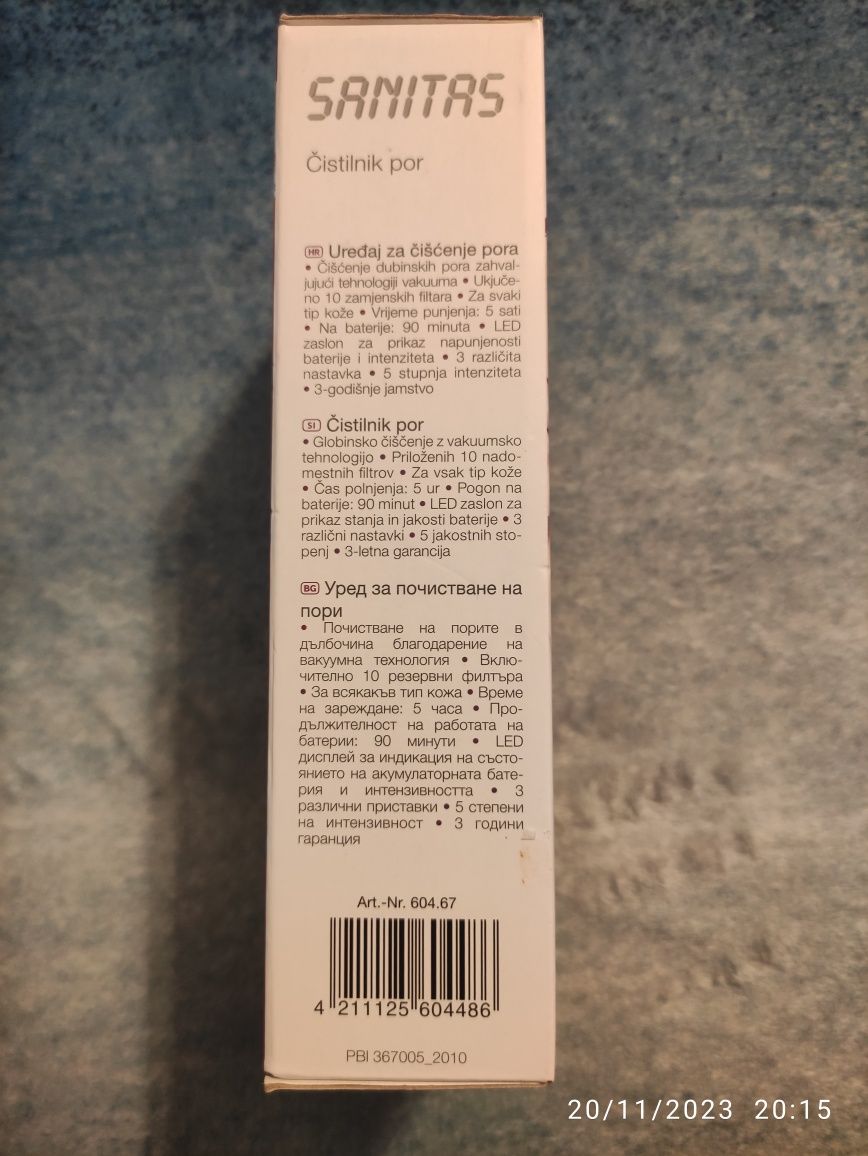 SANITAS
Čistilnik por
HR Uređaj za čišćenje pora
• Čišćenje dubinskih pora zahval-
jujući tehnologiji vakuuma • Uključe-
no 10 zamjenskih filtara • Za svaki
tip kože • Vrijeme punjenja: 5 sati
• Na baterije: 90 minuta • LED
zaslon za prikaz napunjenosti
baterije i intenziteta • 3 različita
nastavka • 5 stupnja intenziteta
• 3-godišnje jamstvo
SI Čistilnik por
• Globinsko čiščenje z vakuumsko
tehnologijo • Priloženih 10 nado-
mestnih filtrov • Za vsak tip kože
• Čas polnjenja: 5 ur • Pogon na
baterije: 90 minut • LED zaslon za
prikaz stanja in jakosti baterije • 3
različni nastavki • 5 jakostnih sto-
penj • 3-letna garancija
BG Уред за почистване на
пори
• Почистване на порите в
дълбочина благодарение на
вакуумна технология • Вклю-
чително 10 резервни филтъра
• За всякакъв тип кожа • Време
на зареждане: 5 часа • Про-
дължителност на работата на
батерии: 90 минути • LED
дисплей за индикация на състо-
янието на акумулаторната бате-
рия и интензивността • 3
различни приставки • 5 степени
на интензивност • 3 години
гаранция
Art.-Nr. 604.67
4 211125 604486
PBI 367005_2010
20/11/2023 20:15